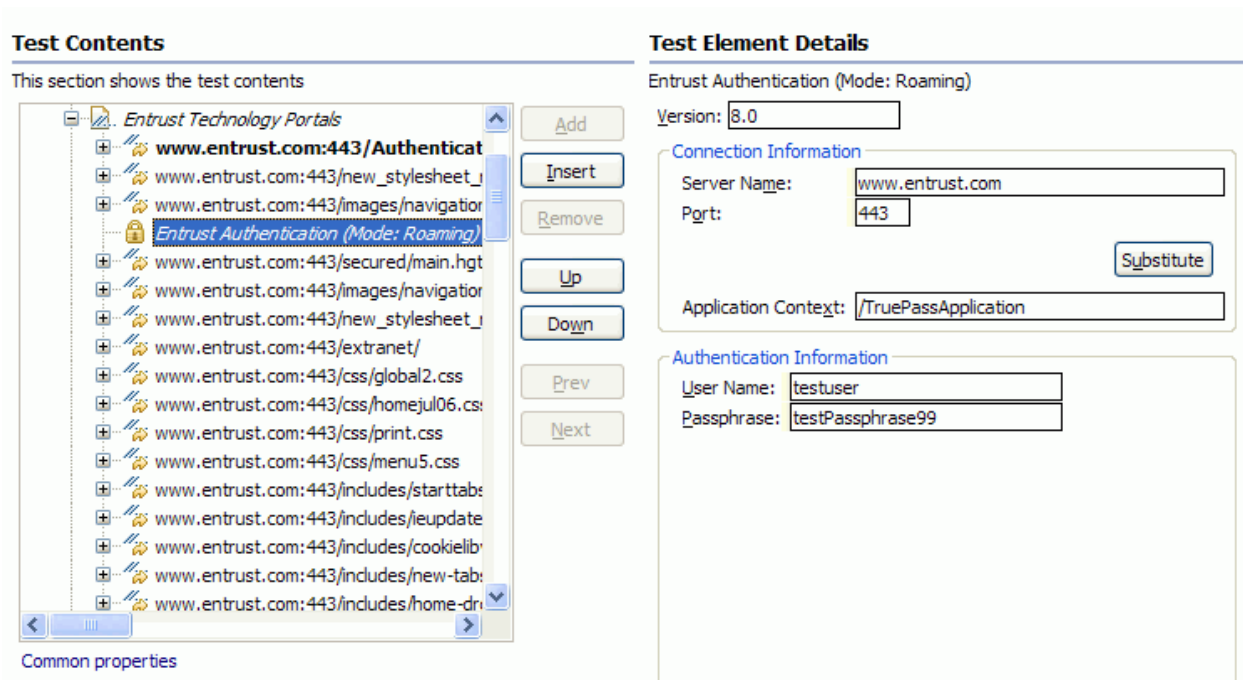 Test Contents
This section shows the test contents
Entrust Technology Portals
www.entrust.com:443/Authenticat
www.entrust.com:443/new_stylesheet_
www.entrust.com:443/images/navigation
Entrust Authentication (Mode: Roaming)
www.entrust.com:443/secured/main.hgt
www.entrust.com:443/images/navigation
www.entrust.com:443/new_stylesheet_
www.entrust.com:443/extranet/
www.entrust.com:443/css/global2.css
www.entrust.com:443/css/homejul06.css
www.entrust.com:443/css/print.css
www.entrust.com:443/css/menu5.css
www.entrust.com:443/includes/starttabs
www.entrust.com:443/includes/ieupdate
www.entrust.com:443/includes/cookielib
www.entrust.com:443/includes/new-tabs
www.entrust.com:443/includes/home-dr
Common properties
Add
Insert
Remove
Up
Down
Prev
Next
Test Element Details
Entrust Authentication (Mode: Roaming)
Version: 8.0
Connection Information
Server Name: www.entrust.com
Port: 443
Substitute
Application Context: /TruePassApplication
Authentication Information
User Name: testuser
Passphrase: testPassphrase99